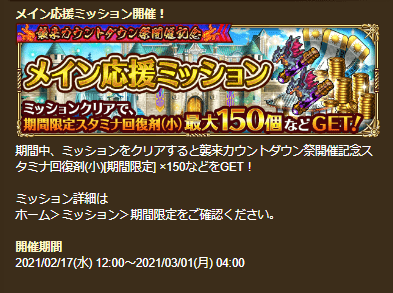 メイン応援ミッション開催！
襲来カウントダウン祭開催記念
メイン応援ミッション
ミッションクリアで、
期間限定スタミナ回復剤(小)最大150個などGET!
期間中、ミッションをクリアすると襲来カウントダウン祭開催記念ス
タミナ回復剤(小)[期間限定] ×150などをGET！
ミッション詳細は
ホーム＞ミッション＞期間限定をご確認ください。
開催期間
2021/02/17(水) 12:00～2021/03/01(月) 04:00